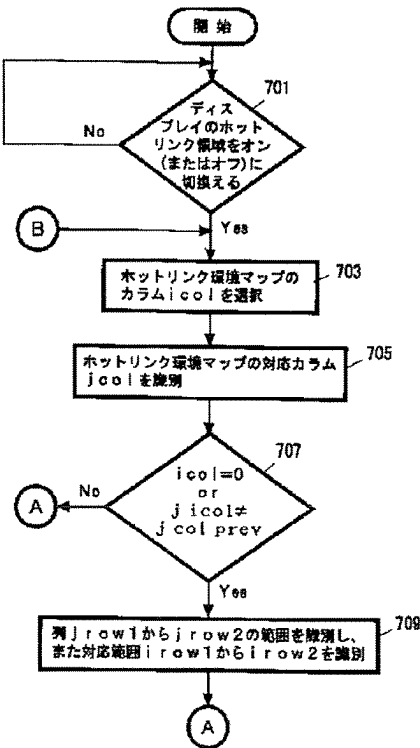 開始
701
ディス
プレイのホット
リンク領域をオン
(またはオフ)に
切換える
No
Yes
B
ホットリンク環境マップの
カラムicolを選択
703
ホットリンク環境マップの対応カラム
jcolを識別
705
707
icol=0
or
jicol≠
jcolprev
No
A
Yes
列jrow1からjrow2の範囲を識別し、
また対応範囲irow1からirow2を識別
709
A